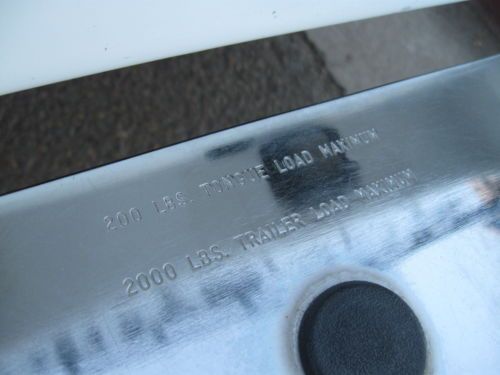 200 LBS. TONGUE LOAD MAXIMUM
2000 LBS. TRAILER LOAD MAXIMUM